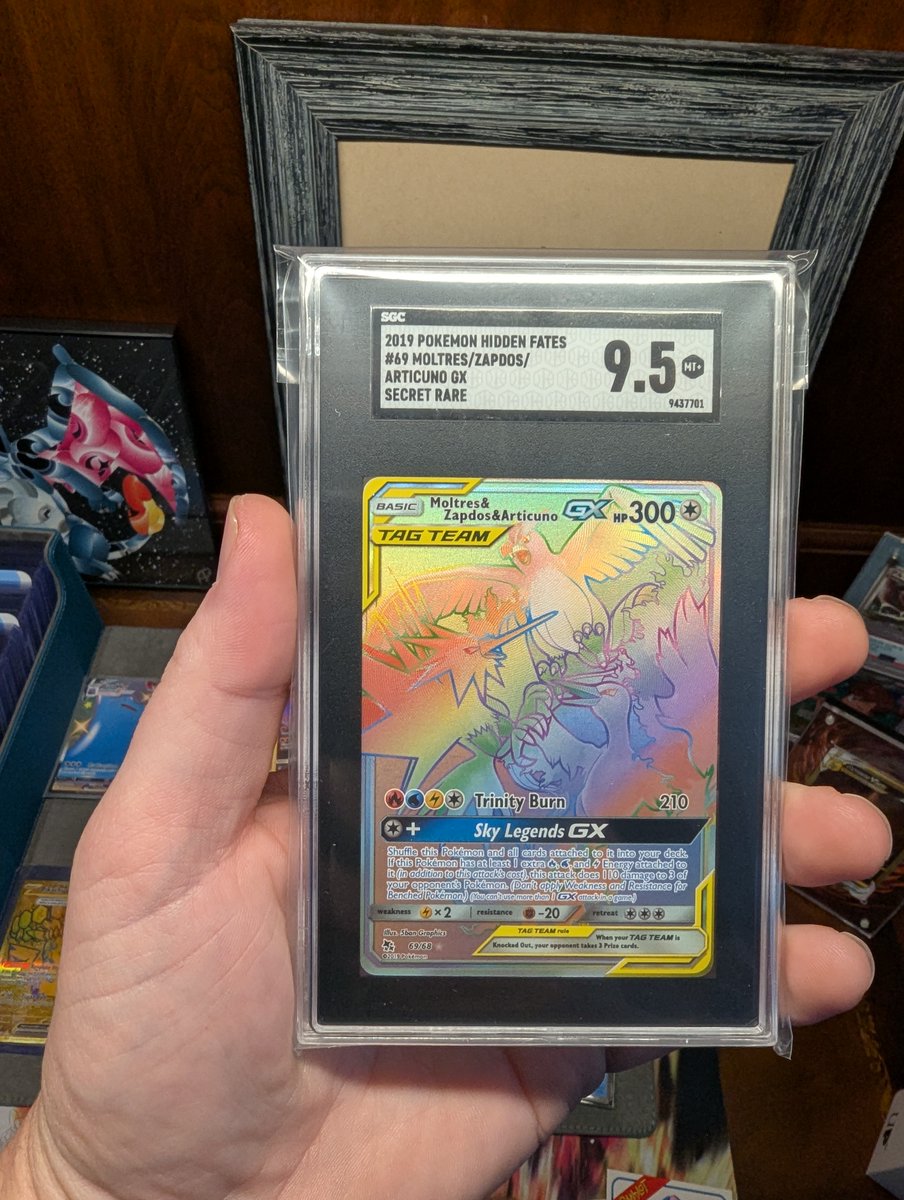 SGC
2019 POKEMON HIDDEN FATES
#69 MOLTRES/ZAPDOS/
ARTICUNO GX
SECRET RARE
9.5 MT+
9437701
BASIC Moltres&
Zapdos&Articuno GX HP300
TAG TEAM
Trinity Burn 210
+ Sky Legends GX
Shuffle this Pokémon and all cards attached to it into your deck.
If this Pokémon has at least 1 extra , , and Energy attached to
it (in addition to this attack's cost), this attack does 110 damage to 3 of
your opponent's Pokémon. (Don't apply Weakness and Resistance for
Benched Pokémon.) (You can't use more than 1 GX attack in a game.)
weakness ×2 resistance -20 retreat
Illus. 5ban Graphics
TAG TEAM rule When your TAG TEAM is
Knocked Out, your opponent takes 3 Prize cards.
69/68
©2019 Pokémon